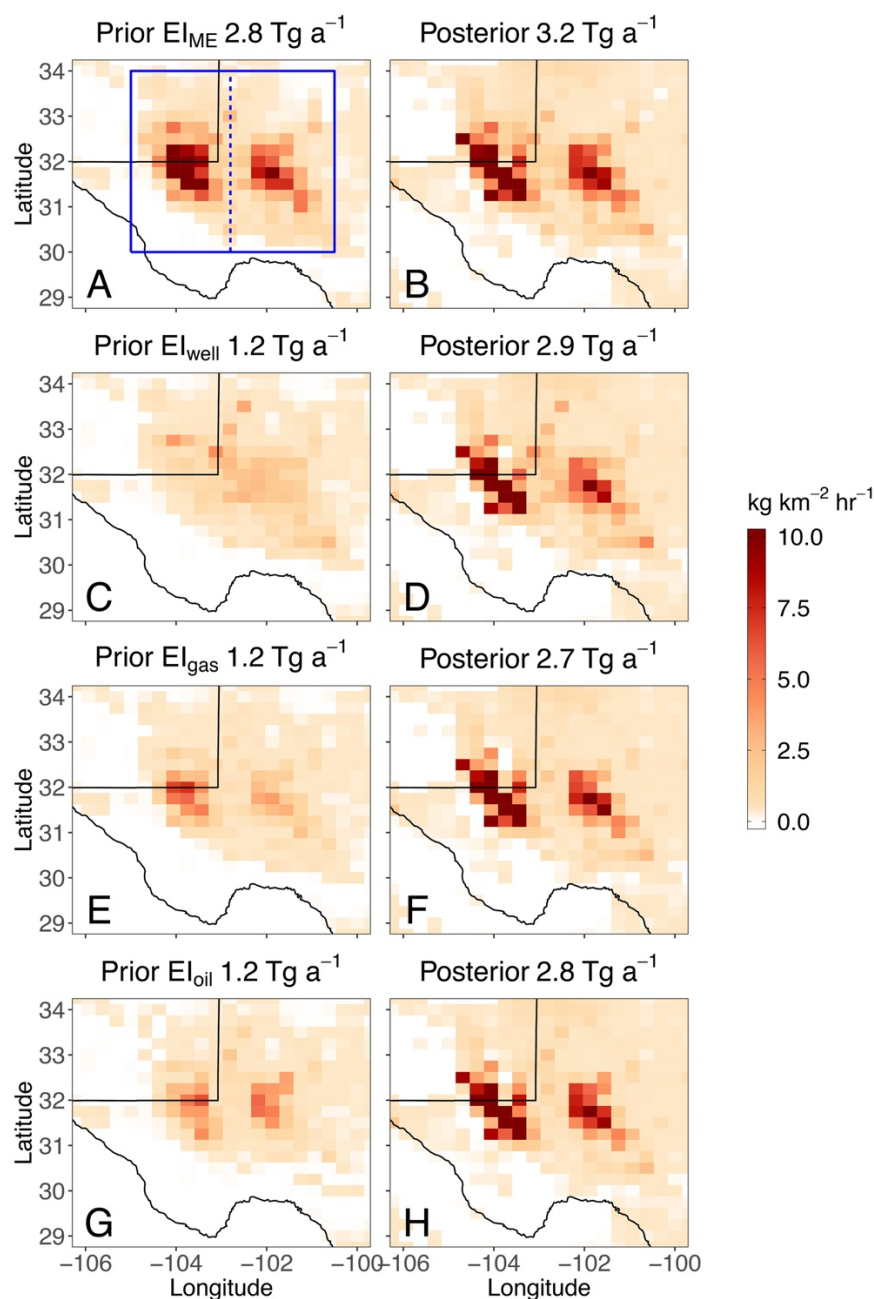 Prior EI_ME 2.8 Tg a⁻¹ Posterior 3.2 Tg a⁻¹
34
33
32
31
30
29
Latitude
A B
Prior EI_well 1.2 Tg a⁻¹ Posterior 2.9 Tg a⁻¹
34
33
32
31
30
29
Latitude
C D
kg km⁻² hr⁻¹
10.0
7.5
5.0
2.5
0.0
Prior EI_gas 1.2 Tg a⁻¹ Posterior 2.7 Tg a⁻¹
34
33
32
31
30
29
Latitude
E F
Prior EI_oil 1.2 Tg a⁻¹ Posterior 2.8 Tg a⁻¹
34
33
32
31
30
29
Latitude
G H
−106 −104 −102 −100 −106 −104 −102 −100
Longitude Longitude